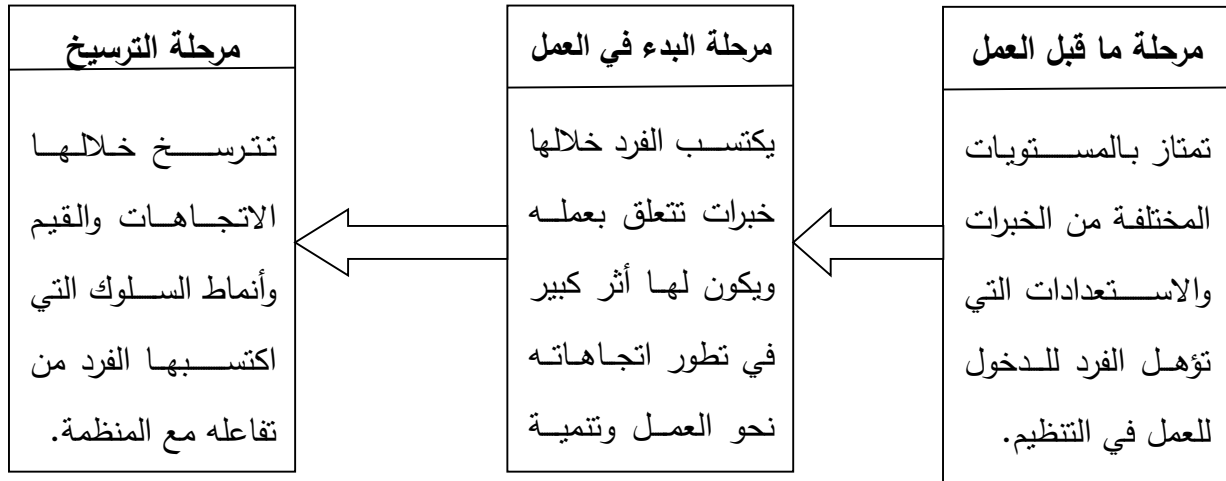 مرحلة ما قبل العمل
تمتاز بالمستويات
المختلفة من الخبرات
والاستعدادات التي
تؤهل الفرد للدخول
للعمل في التنظيم.
مرحلة البدء في العمل
يكتسب الفرد خلالها
خبرات تتعلق بعمله
ويكون لها أثر كبير
في تطور اتجاهاته
نحو العمل وتنمية
مرحلة الترسيخ
تترسخ خلالها
الاتجاهات والقيم
وأنماط السلوك التي
اكتسبها الفرد من
تفاعله مع المنظمة.